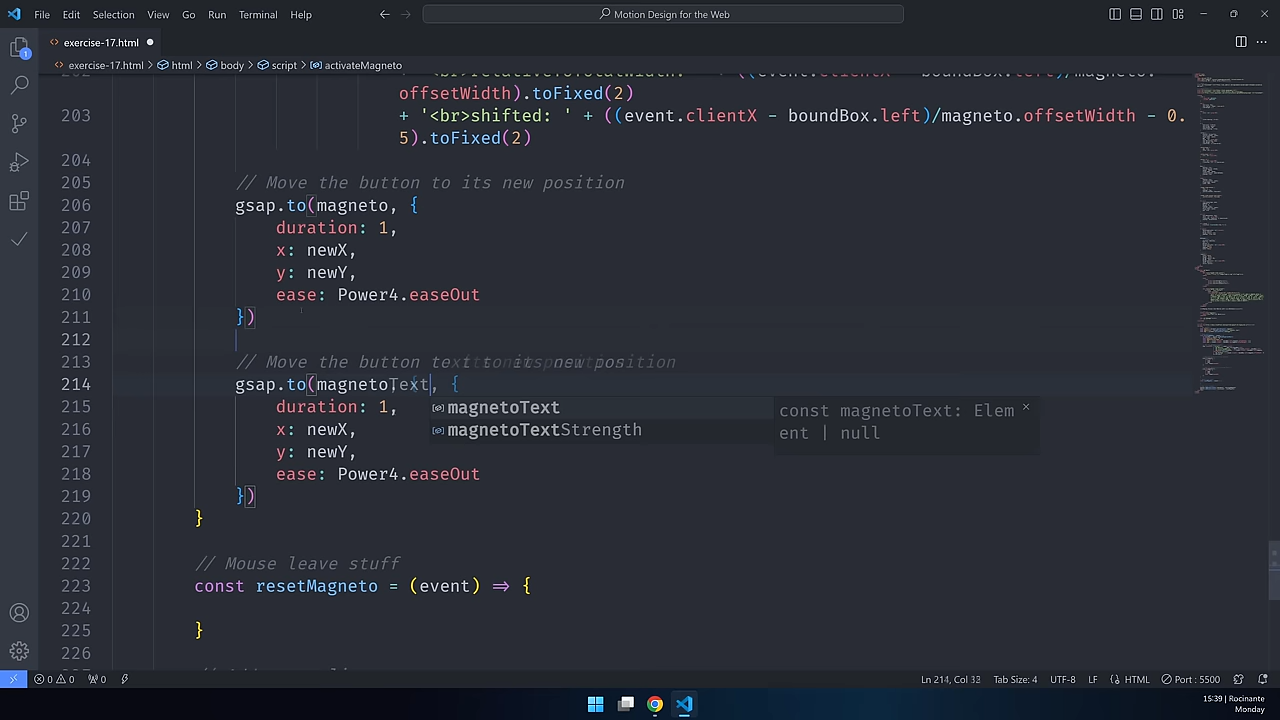 File Edit Selection View Go Run Terminal Help Motion Design for the Web
exercise-17.html
exercise-17.html > html > body > script > activateMagneto
202 + '<br>relativeToTotalWidth: ' + ((event.clientX - boundBox.left)/magneto.
offsetWidth).toFixed(2)
203 + '<br>shifted: ' + ((event.clientX - boundBox.left)/magneto.offsetWidth - 0.
5).toFixed(2)
204
205 // Move the button to its new position
206 gsap.to(magneto, {
207 duration: 1,
208 x: newX,
209 y: newY,
210 ease: Power4.easeOut
211 })
212
213 // Move the button text to its new position
214 gsap.to(magnetoText, {
215 duration: 1,
216 x: newX,
217 y: newY,
218 ease: Power4.easeOut
219 })
220 }
221
222 // Mouse leave stuff
223 const resetMagneto = (event) => {
224
225 }
226
magnetoText
magnetoTextStrength
const magnetoText: Elem
ent | null
1
0 0 0 Ln 214, Col 32 Tab Size: 4 UTF-8 LF HTML Port : 5500
15:39 | Rocinante
Monday